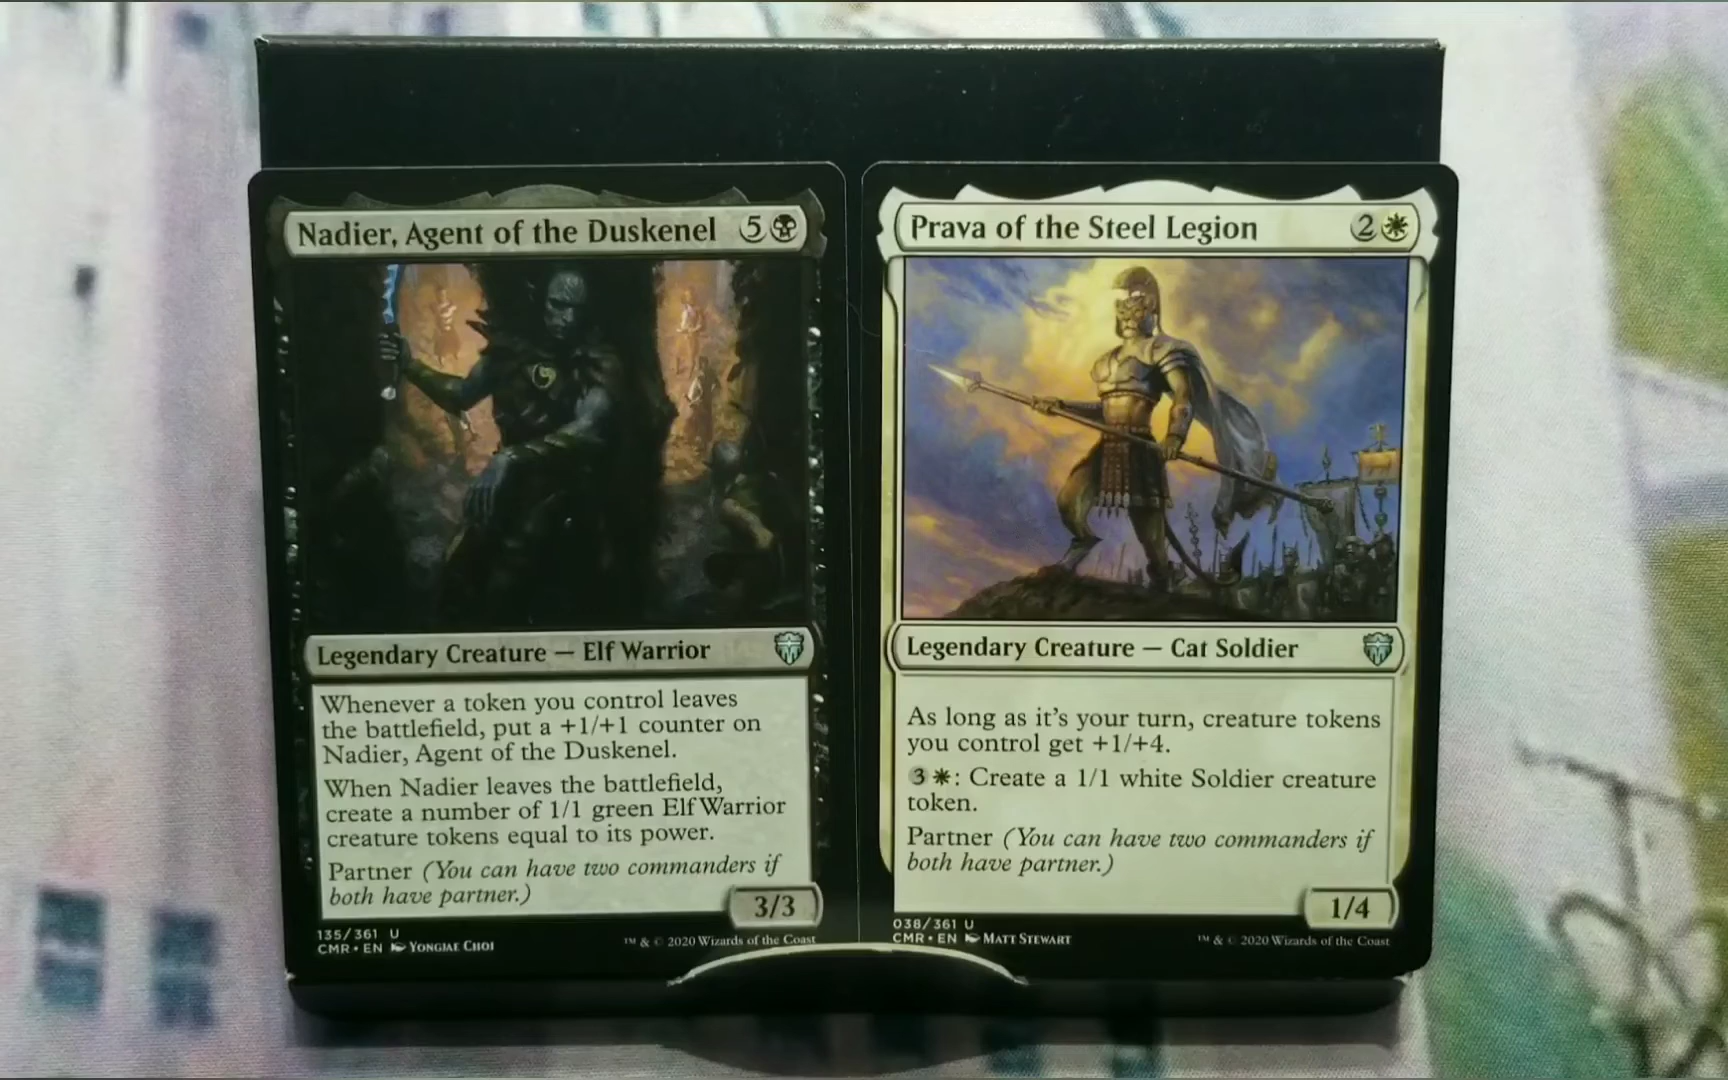 Nadier, Agent of the Duskenel 5
Legendary Creature — Elf Warrior
Whenever a token you control leaves
the battlefield, put a +1/+1 counter on
Nadier, Agent of the Duskenel.
When Nadier leaves the battlefield,
create a number of 1/1 green Elf Warrior
creature tokens equal to its power.
Partner (You can have two commanders if
both have partner.)
3/3
135/361 U
CMR • EN YONGJAE CHOI
™ & © 2020 Wizards of the Coast
Prava of the Steel Legion 2
Legendary Creature — Cat Soldier
As long as it's your turn, creature tokens
you control get +1/+4.
3 : Create a 1/1 white Soldier creature
token.
Partner (You can have two commanders if
both have partner.)
1/4
038/361 U
CMR • EN MATT STEWART
™ & © 2020 Wizards of the Coast